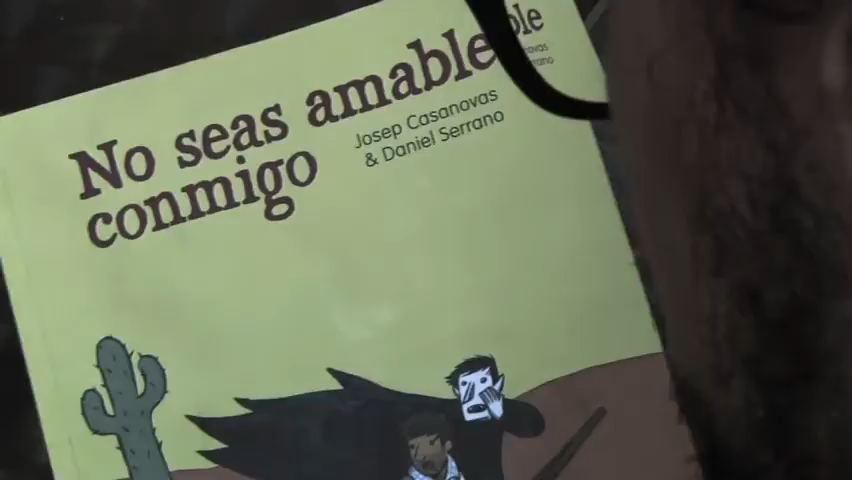 No seas amable
conmigo
Josep Casanovas
& Daniel Serrano